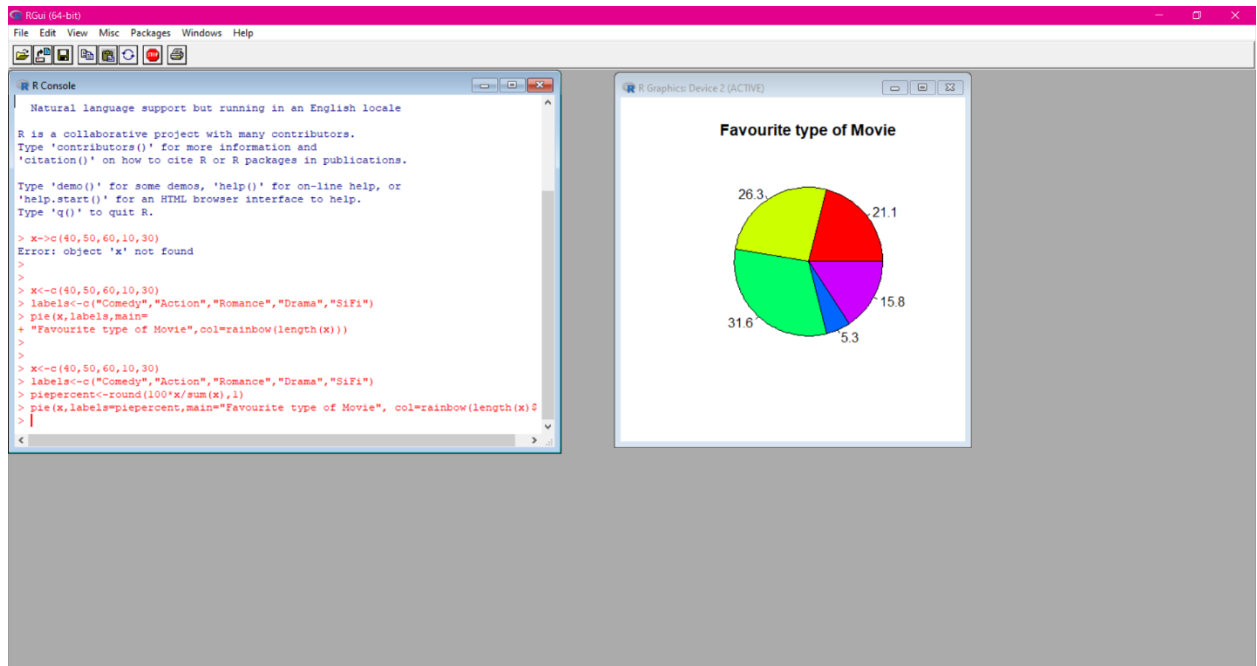 RGui (64-bit)
File Edit View Misc Packages Windows Help
STOP
R Console
Natural language support but running in an English locale
R is a collaborative project with many contributors.
Type 'contributors()' for more information and
'citation()' on how to cite R or R packages in publications.
Type 'demo()' for some demos, 'help()' for on-line help, or
'help.start()' for an HTML browser interface to help.
Type 'q()' to quit R.
> x->c(40,50,60,10,30)
Error: object 'x' not found
>
>
> x<-c(40,50,60,10,30)
> labels<-c("Comedy","Action","Romance","Drama","SiFi")
> pie(x,labels,main=
+ "Favourite type of Movie",col=rainbow(length(x)))
>
>
> x<-c(40,50,60,10,30)
> labels<-c("Comedy","Action","Romance","Drama","SiFi")
> piepercent<-round(100*x/sum(x),1)
> pie(x,labels=piepercent,main="Favourite type of Movie", col=rainbow(length(x)$
>
R Graphics: Device 2 (ACTIVE)
Favourite type of Movie
26.3
21.1
15.8
31.6
5.3